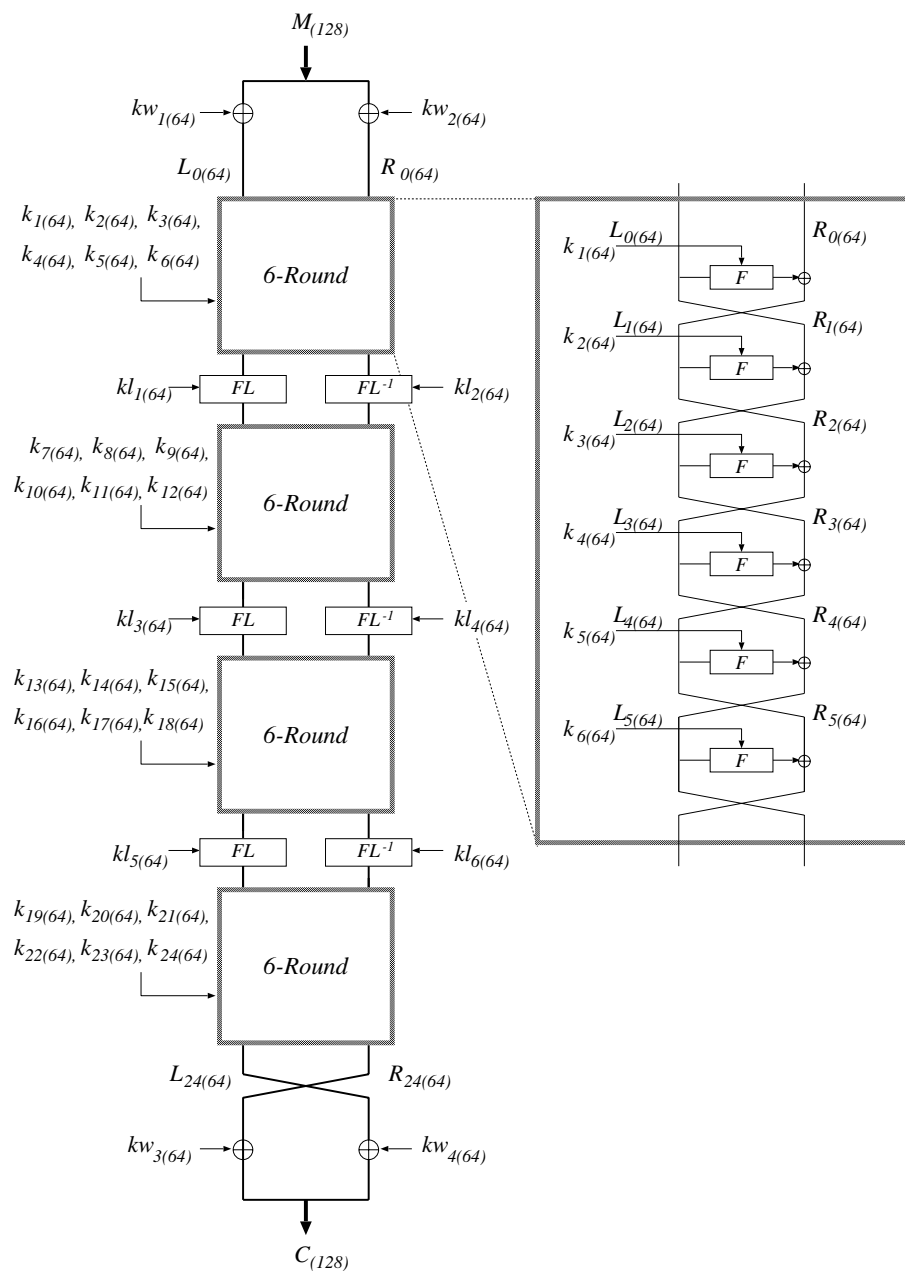 M(128)
kw1(64)
kw2(64)
L0(64)
R0(64)
k1(64), k2(64), k3(64),
k4(64), k5(64), k6(64)
6-Round
kl1(64)
FL
FL-1
kl2(64)
k7(64), k8(64), k9(64),
k10(64), k11(64), k12(64)
6-Round
kl3(64)
FL
FL-1
kl4(64)
k13(64), k14(64), k15(64),
k16(64), k17(64), k18(64)
6-Round
kl5(64)
FL
FL-1
kl6(64)
k19(64), k20(64), k21(64),
k22(64), k23(64), k24(64)
6-Round
L24(64)
R24(64)
kw3(64)
kw4(64)
C(128)
k1(64)
L0(64)
R0(64)
F
k2(64)
L1(64)
R1(64)
F
k3(64)
L2(64)
R2(64)
F
k4(64)
L3(64)
R3(64)
F
k5(64)
L4(64)
R4(64)
F
k6(64)
L5(64)
R5(64)
F